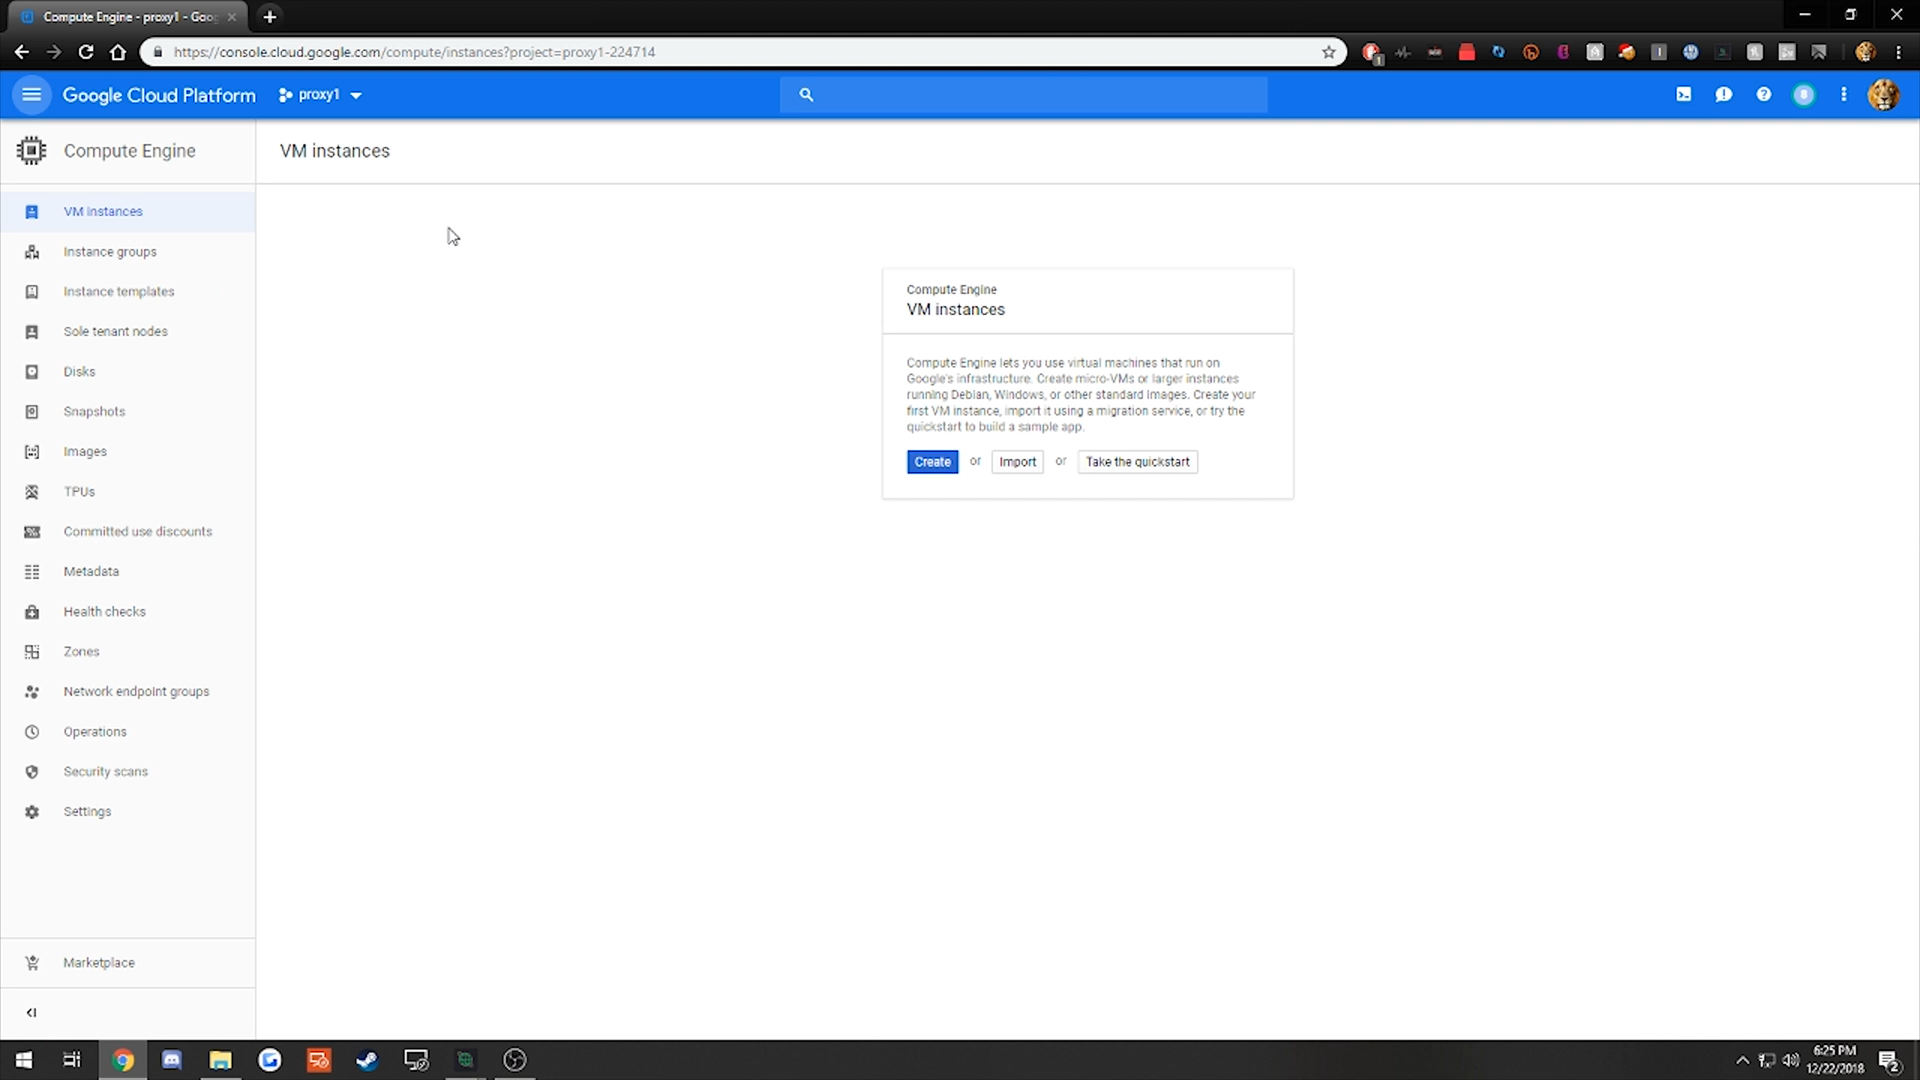 Compute Engine - proxy1 - Goo
https://console.cloud.google.com/compute/instances?project=proxy1-224714
1
Google Cloud Platform
proxy1
Compute Engine
VM instances
VM instances
Instance groups
Instance templates
Sole tenant nodes
Disks
Snapshots
Images
TPUs
Committed use discounts
Metadata
Health checks
Zones
Network endpoint groups
Operations
Security scans
Settings
Marketplace
Compute Engine
VM instances
Compute Engine lets you use virtual machines that run on
Google's infrastructure. Create micro-VMs or larger instances
running Debian, Windows, or other standard images. Create your
first VM instance, import it using a migration service, or try the
quickstart to build a sample app.
Create or Import or Take the quickstart
6:25 PM
12/22/2018
2